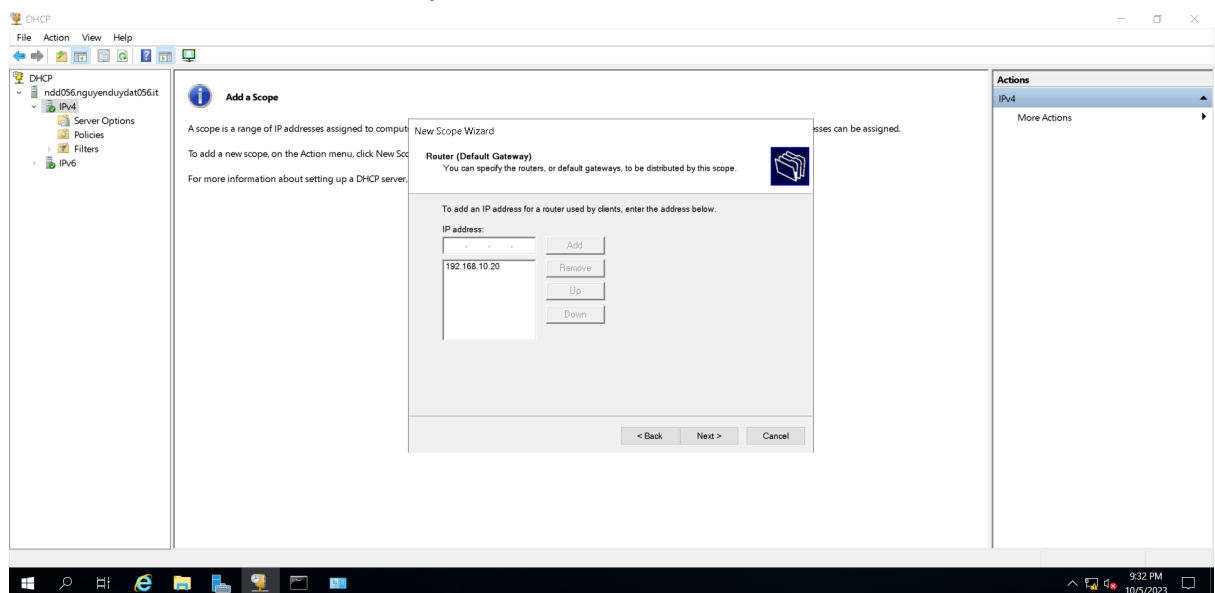 DHCP
File Action View Help
DHCP
ndd056.nguyenduydat056.it
IPv4
Server Options
Policies
Filters
IPv6
Add a Scope
A scope is a range of IP addresses assigned to comput
esses can be assigned.
To add a new scope, on the Action menu, click New Sco
For more information about setting up a DHCP server,
New Scope Wizard
Router (Default Gateway)
You can specify the routers, or default gateways, to be distributed by this scope.
To add an IP address for a router used by clients, enter the address below.
IP address:
. . . Add
192.168.10.20 Remove
Up
Down
< Back Next > Cancel
Actions
IPv4
More Actions
9:32 PM
10/5/2023